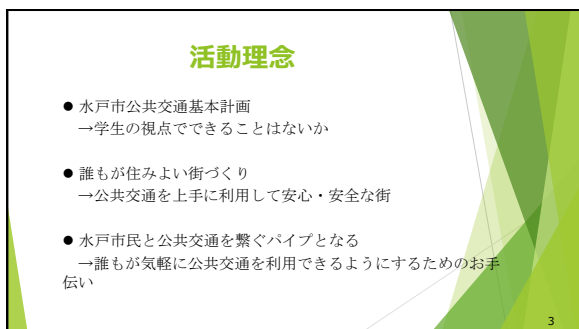 活動理念
● 水戸市公共交通基本計画
→学生の視点でできることはないか
● 誰もが住みよい街づくり
→公共交通を上手に利用して安心・安全な街
● 水戸市民と公共交通を繋ぐパイプとなる
→誰もが気軽に公共交通を利用できるようにするためのお手
伝い
3